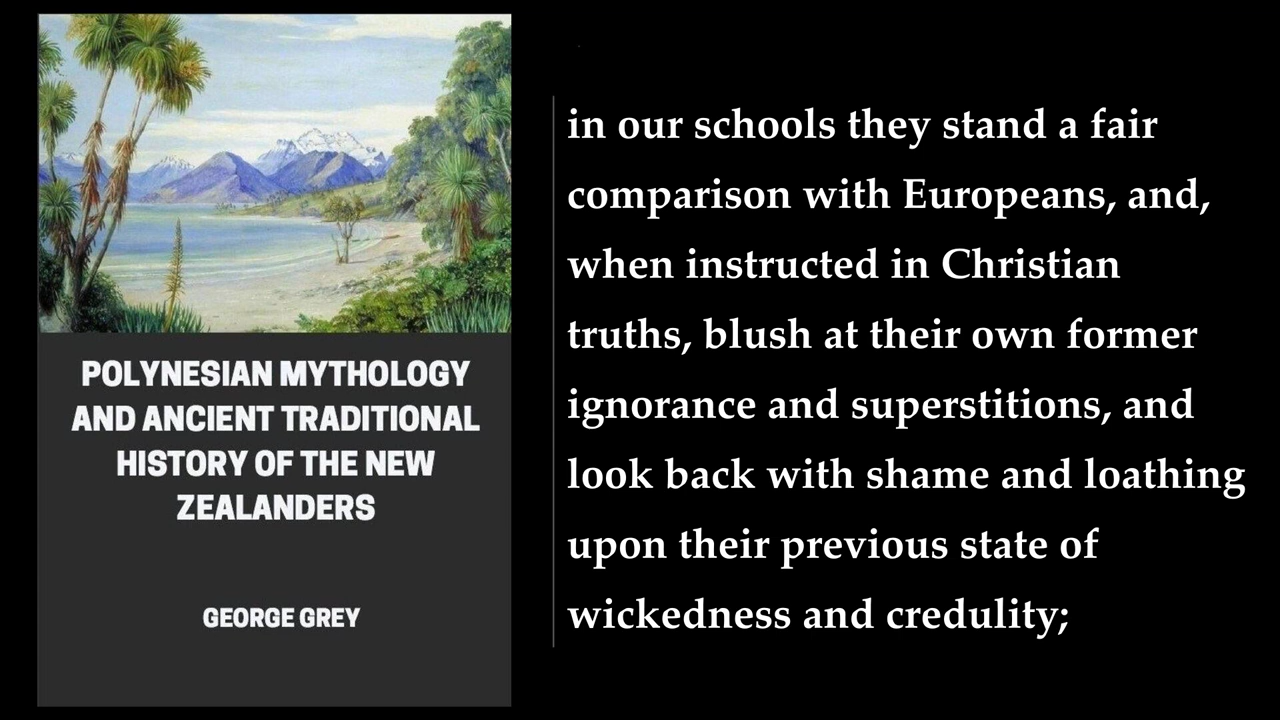 POLYNESIAN MYTHOLOGY
AND ANCIENT TRADITIONAL
HISTORY OF THE NEW
ZEALANDERS
GEORGE GREY
in our schools they stand a fair
comparison with Europeans, and,
when instructed in Christian
truths, blush at their own former
ignorance and superstitions, and
look back with shame and loathing
upon their previous state of
wickedness and credulity;